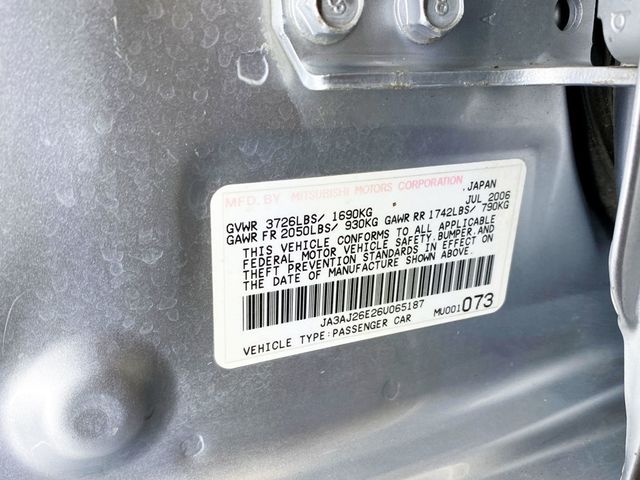 MFD. BY MITSUBISHI MOTORS CORPORATION ,JAPAN
JUL 2006
GVWR 3726LBS/ 1690KG
GAWR FR 2050LBS/ 930KG GAWR RR 1742LBS/ 790KG
THIS VEHICLE CONFORMS TO ALL APPLICABLE
FEDERAL MOTOR VEHICLE SAFETY,BUMPER,AND
THEFT PREVENTION STANDARDS IN EFFECT ON
THE DATE OF MANUFACTURE SHOWN ABOVE.
JA3AJ26E26U065187
MU001073
VEHICLE TYPE:PASSENGER CAR